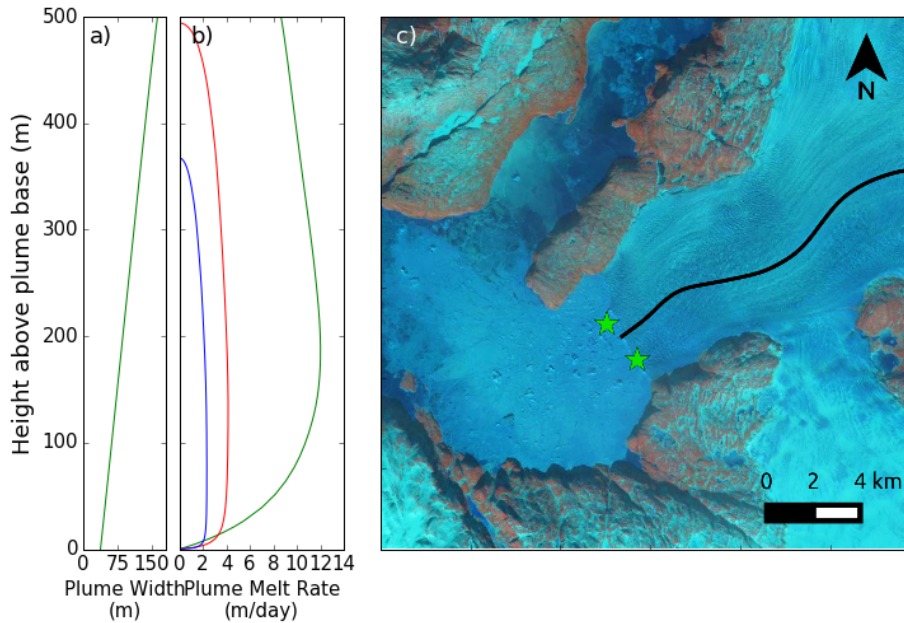 a)
b)
c)
N
Height above plume base (m)
500
400
300
200
100
0
0 75 150
0 2 4 6 8 10 12 14
Plume Width
(m)
Plume Melt Rate
(m/day)
0 2 4 km